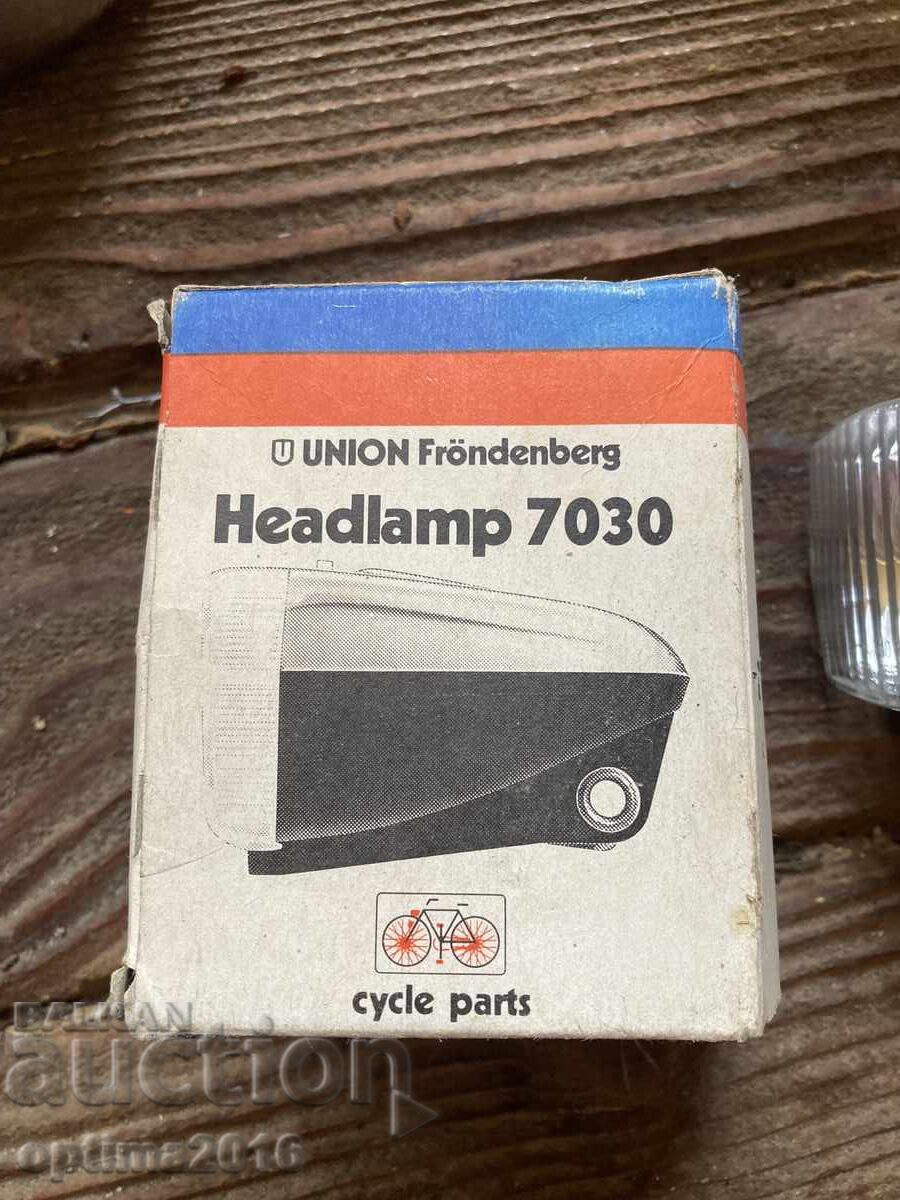 U UNION Fröndenberg
Headlamp 7030
cycle parts
BALKAN
auction
optima2016